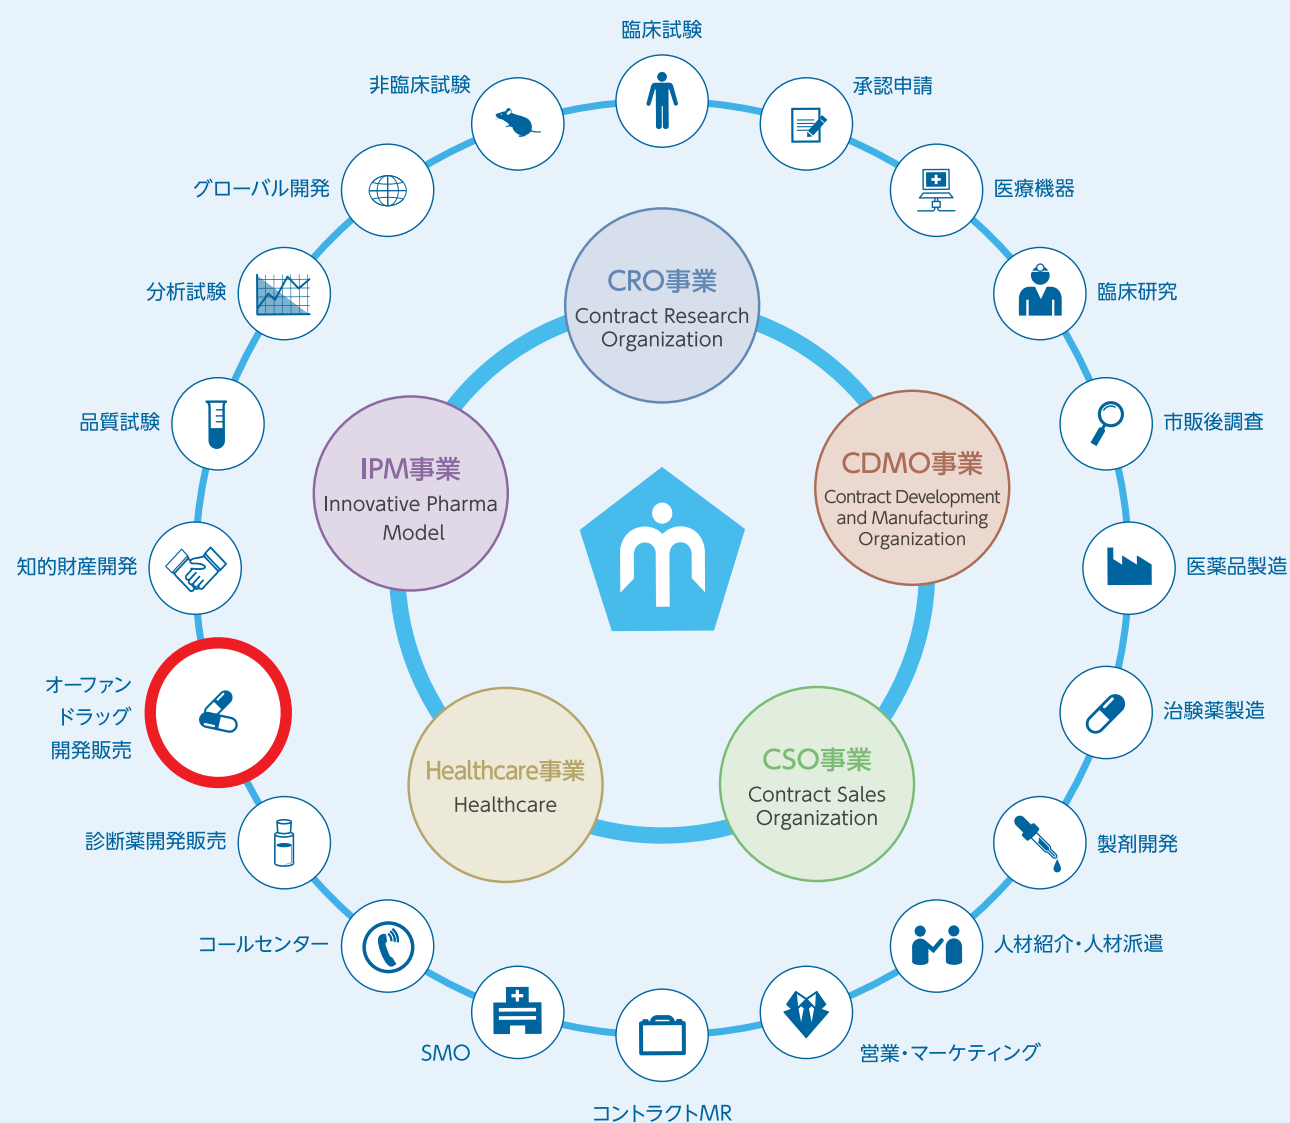 臨床試験
非臨床試験
承認申請
グローバル開発
医療機器
分析試験
臨床研究
品質試験
市販後調査
知的財産開発
医薬品製造
オーファン
ドラッグ
開発販売
治験薬製造
診断薬開発販売
製剤開発
コールセンター
人材紹介・人材派遣
SMO
営業・マーケティング
コントラクトMR
CRO事業
Contract Research
Organization
IPM事業
Innovative Pharma
Model
CDMO事業
Contract Development
and Manufacturing
Organization
Healthcare事業
Healthcare
CSO事業
Contract Sales
Organization